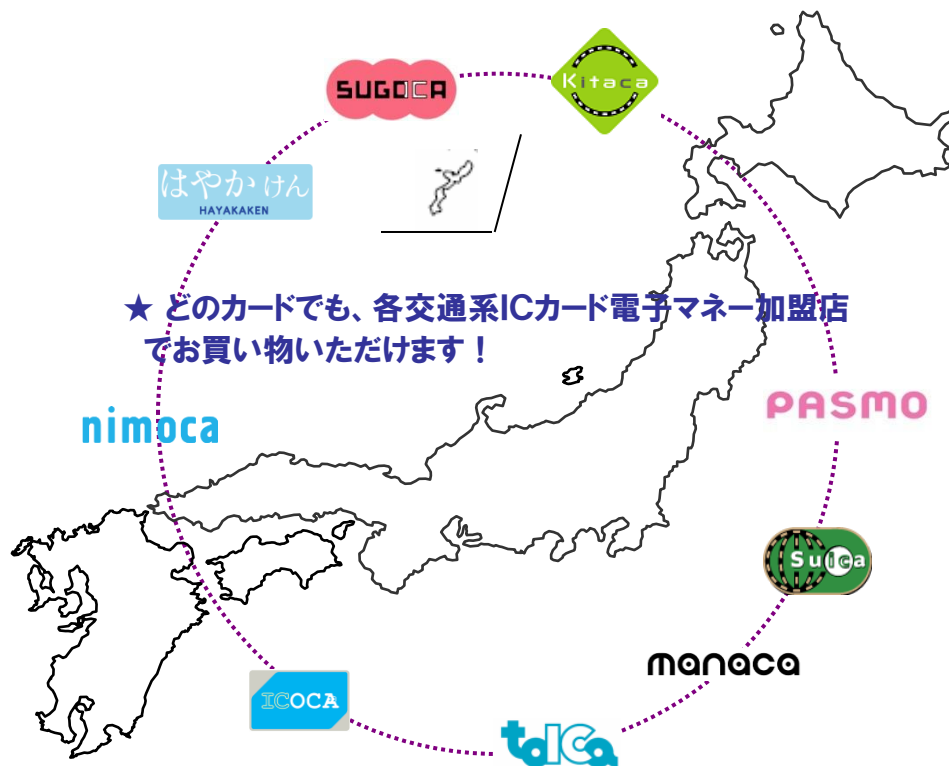 SUGOCA
Kitaca
はやかけん
HAYAKAKEN
★ どのカードでも、各交通系ICカード電子マネー加盟店
でお買い物いただけます！
PASMO
nimoca
Suica
manaca
ICOCA
toICa